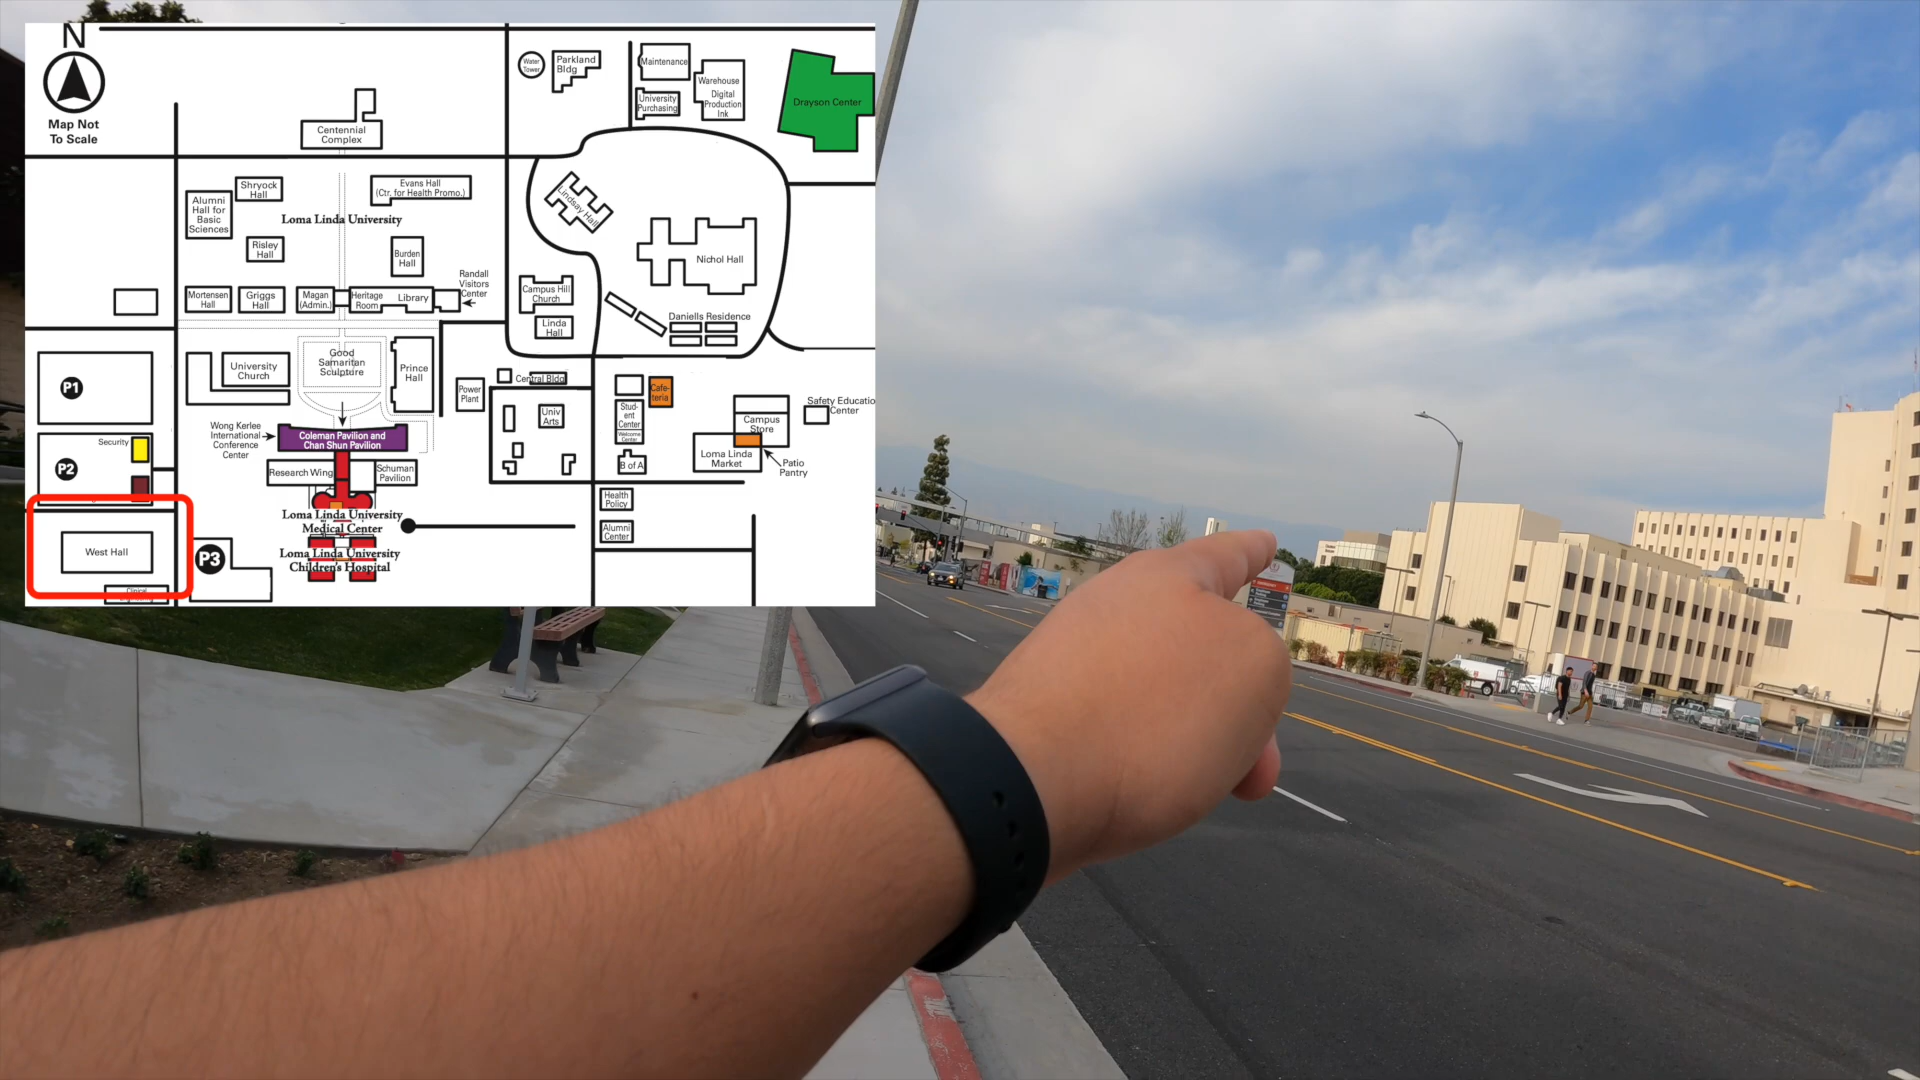 N
Map Not
To Scale
Water
Tower
Parkland
Bldg
Maintenance
University
Purchasing
Warehouse
Digital
Production
Ink
Drayson Center
Centennial
Complex
Shryock
Hall
Evans Hall
(Ctr. for Health Promo.)
Alumni
Hall for
Basic
Sciences
Loma Linda University
Lindsay Hall
Risley
Hall
Burden
Hall
Nichol Hall
Randall
Visitors
Center
Mortensen
Hall
Griggs
Hall
Magan
(Admin.)
Heritage
Room
Library
Campus Hill
Church
Linda
Hall
Daniells Residence
Good
Samaritan
Sculpture
University
Church
Prince
Hall
Power
Plant
Central Bldg
Cafe-
teria
P1
Univ
Arts
Stud-
ent
Center
Welcome
Center
Campus
Store
Safety Educatio
Center
Wong Kerlee
International
Conference
Center
Coleman Pavilion and
Chan Shun Pavilion
Security
P2
Research Wing
Schuman
Pavilion
B of A
Loma Linda
Market
Patio
Pantry
Health
Policy
Loma Linda University
Medical Center
Alumni
Center
West Hall
P3
Loma Linda University
Children's Hospital
Clinical